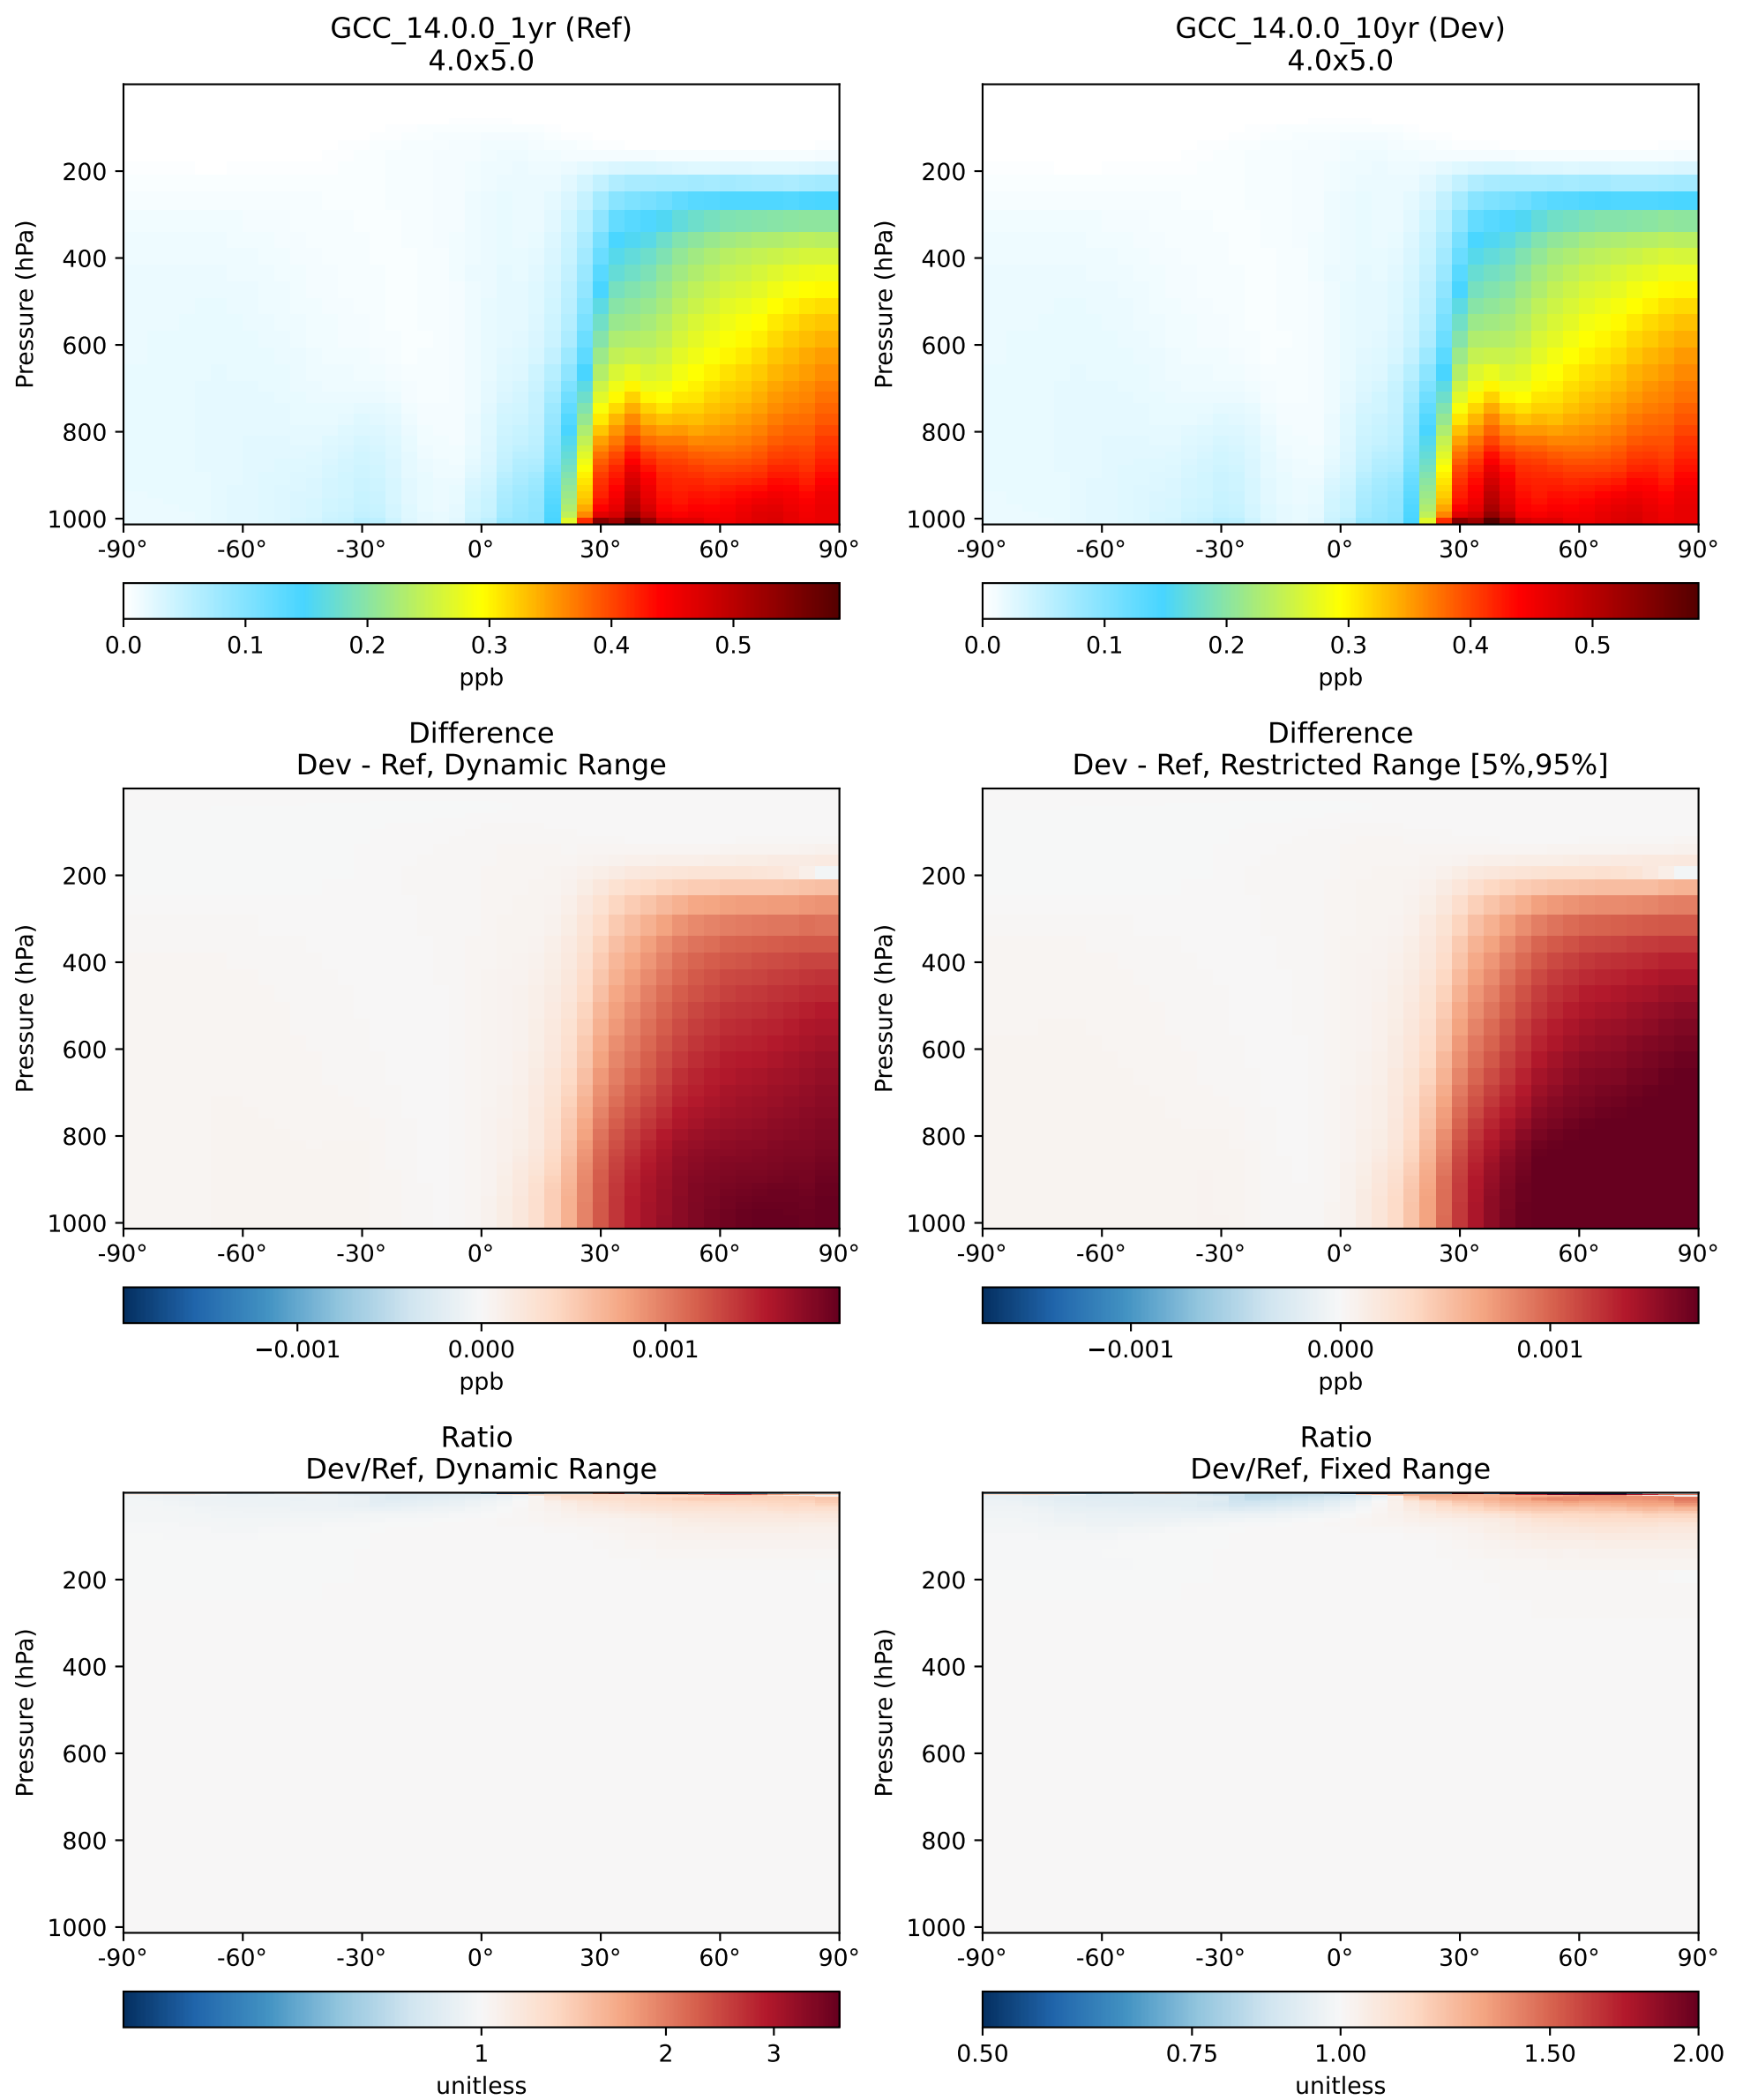 GCC_14.0.0_1yr (Ref)
4.0x5.0
Pressure (hPa)
200
400
600
800
1000
-90° -60° -30° 0° 30° 60° 90°
0.0 0.1 0.2 0.3 0.4 0.5
ppb
GCC_14.0.0_10yr (Dev)
4.0x5.0
Pressure (hPa)
200
400
600
800
1000
-90° -60° -30° 0° 30° 60° 90°
0.0 0.1 0.2 0.3 0.4 0.5
ppb
Difference
Dev - Ref, Dynamic Range
Pressure (hPa)
200
400
600
800
1000
-90° -60° -30° 0° 30° 60° 90°
−0.001 0.000 0.001
ppb
Difference
Dev - Ref, Restricted Range [5%,95%]
Pressure (hPa)
200
400
600
800
1000
-90° -60° -30° 0° 30° 60° 90°
−0.001 0.000 0.001
ppb
Ratio
Dev/Ref, Dynamic Range
Pressure (hPa)
200
400
600
800
1000
-90° -60° -30° 0° 30° 60° 90°
1 2 3
unitless
Ratio
Dev/Ref, Fixed Range
Pressure (hPa)
200
400
600
800
1000
-90° -60° -30° 0° 30° 60° 90°
0.50 0.75 1.00 1.50 2.00
unitless